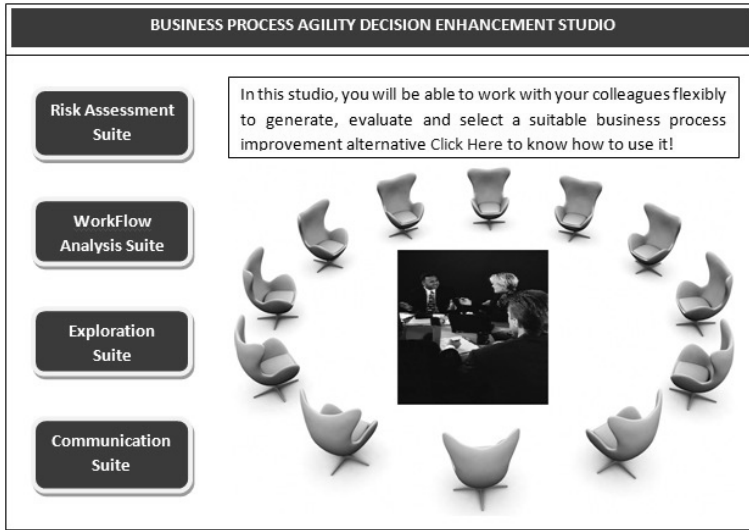 BUSINESS PROCESS AGILITY DECISION ENHANCEMENT STUDIO
Risk Assessment
Suite
In this studio, you will be able to work with your colleagues flexibly
to generate, evaluate and select a suitable business process
improvement alternative Click Here to know how to use it!
WorkFlow
Analysis Suite
Exploration
Suite
Communication
Suite